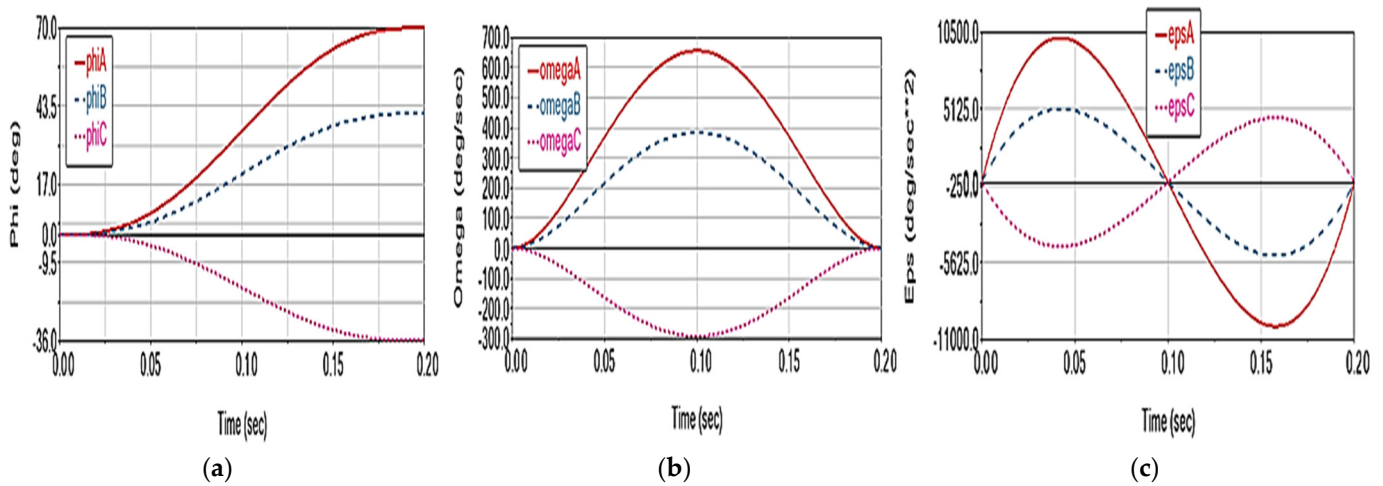 70.0
43.5
17.0
0.0
-9.5
-36.0
Phi (deg)
phiA
phiB
phiC
0.00 0.05 0.10 0.15 0.20
Time (sec)
(a)
700.0
600.0
500.0
400.0
300.0
200.0
100.0
0.0
-100.0
-200.0
-300.0
Omega (deg/sec)
omegaA
omegaB
omegaC
0.00 0.05 0.10 0.15 0.20
Time (sec)
(b)
10500.0
5125.0
-250.0
-5625.0
-11000.0
Eps (deg/sec**2)
epsA
epsB
epsC
0.00 0.05 0.10 0.15 0.20
Time (sec)
(c)